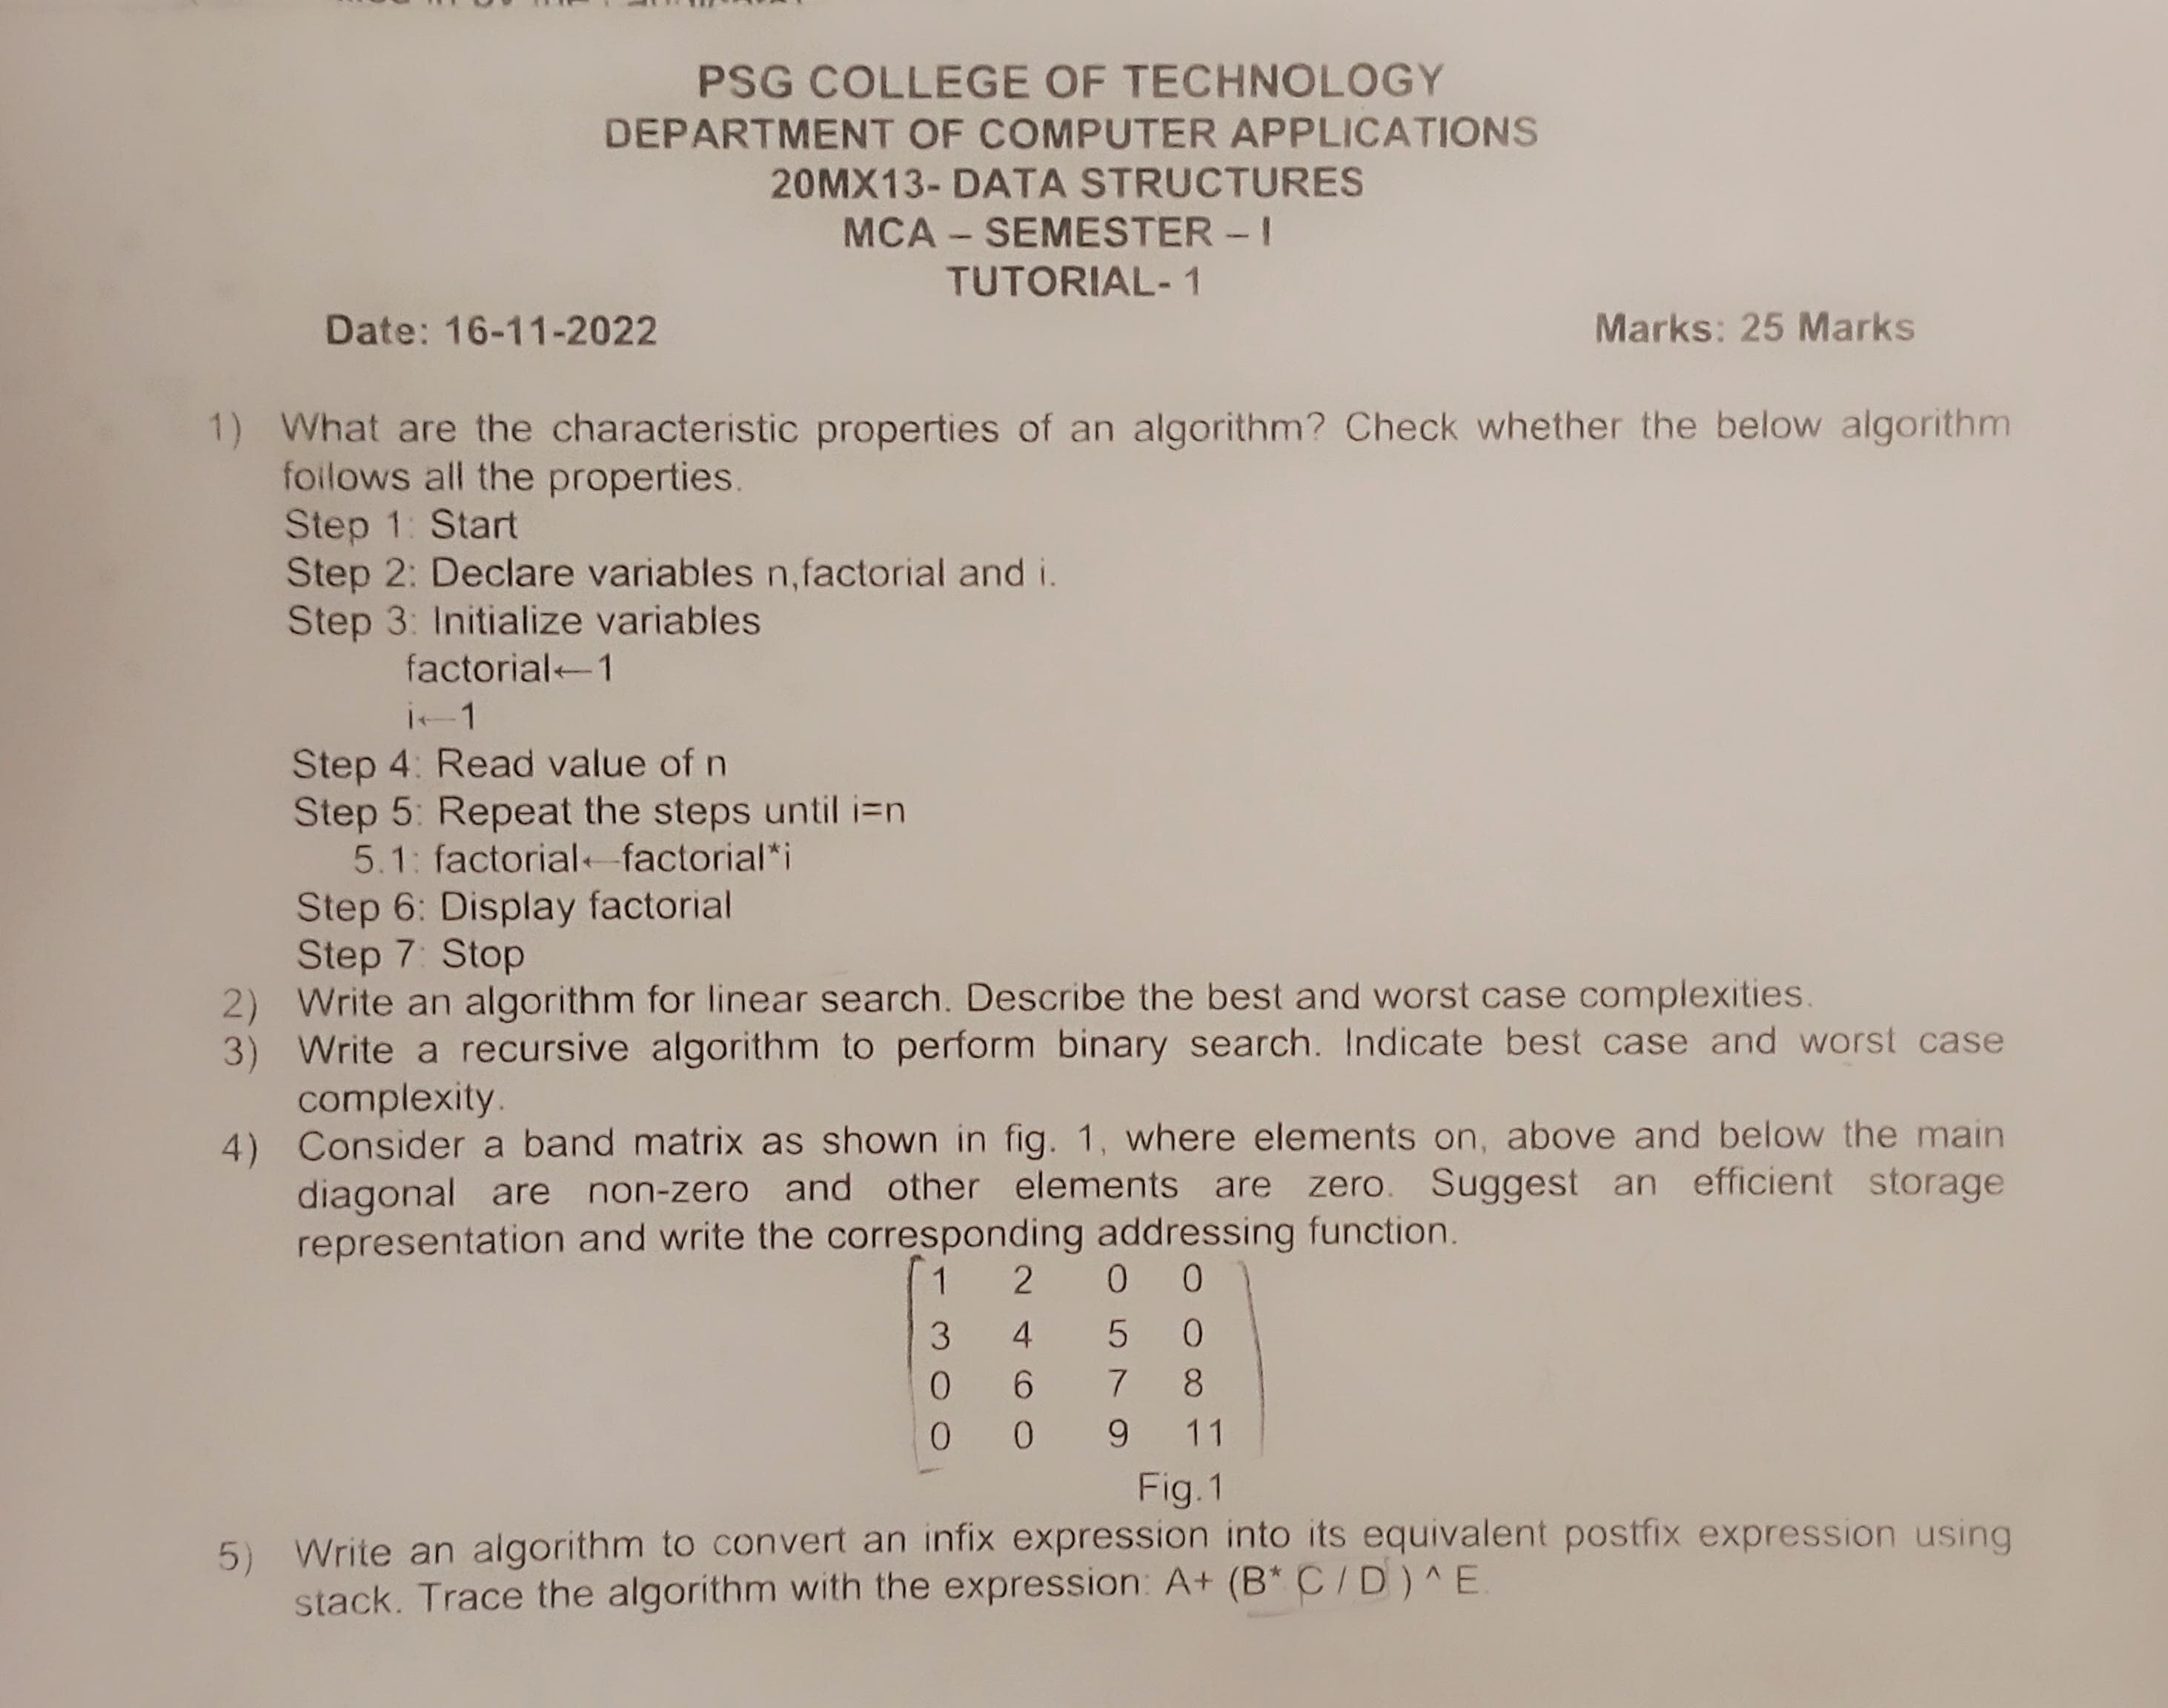 PSG COLLEGE OF TECHNOLOGY
DEPARTMENT OF COMPUTER APPLICATIONS
20MX13- DATA STRUCTURES
MCA – SEMESTER – I
TUTORIAL- 1
Date: 16-11-2022 Marks: 25 Marks
1) What are the characteristic properties of an algorithm? Check whether the below algorithm
follows all the properties.
Step 1: Start
Step 2: Declare variables n,factorial and i.
Step 3: Initialize variables
factorial←1
i←1
Step 4: Read value of n
Step 5: Repeat the steps until i=n
5.1: factorial←factorial*i
Step 6: Display factorial
Step 7: Stop
2) Write an algorithm for linear search. Describe the best and worst case complexities.
3) Write a recursive algorithm to perform binary search. Indicate best case and worst case
complexity.
4) Consider a band matrix as shown in fig. 1, where elements on, above and below the main
diagonal are non-zero and other elements are zero. Suggest an efficient storage
representation and write the corresponding addressing function.
1 2 0 0
3 4 5 0
0 6 7 8
0 0 9 11
Fig.1
5) Write an algorithm to convert an infix expression into its equivalent postfix expression using
stack. Trace the algorithm with the expression: A+ (B* C / D ) ^ E.